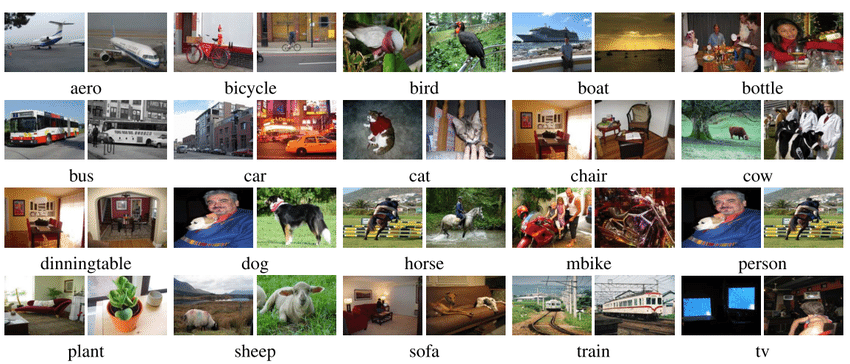 aero bicycle bird boat bottle
bus car cat chair cow
dinningtable dog horse mbike person
plant sheep sofa train tv